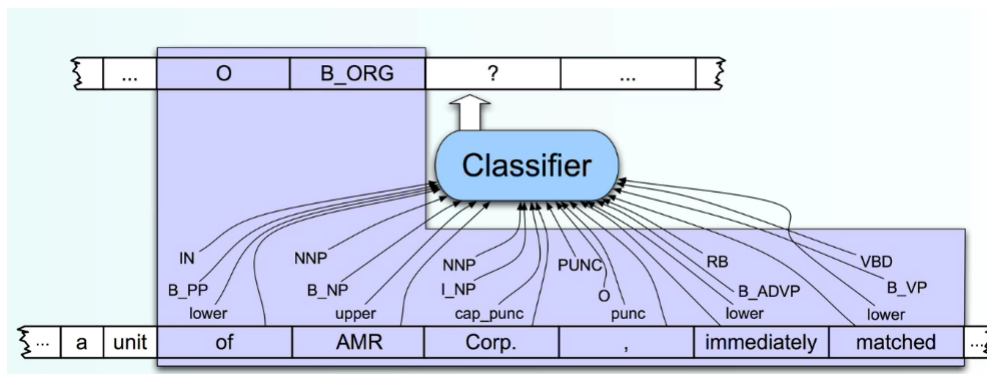 ... O B_ORG ? ...
Classifier
IN NNP NNP PUNC RB VBD
B_PP B_NP I_NP O B_ADVP B_VP
lower upper cap_punc punc lower lower
... a unit of AMR Corp. , immediately matched ...